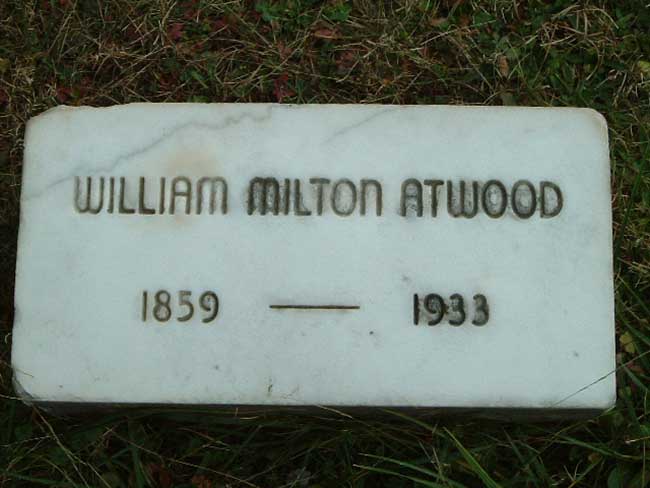 WILLIAM MILTON ATWOOD
1859 — 1933